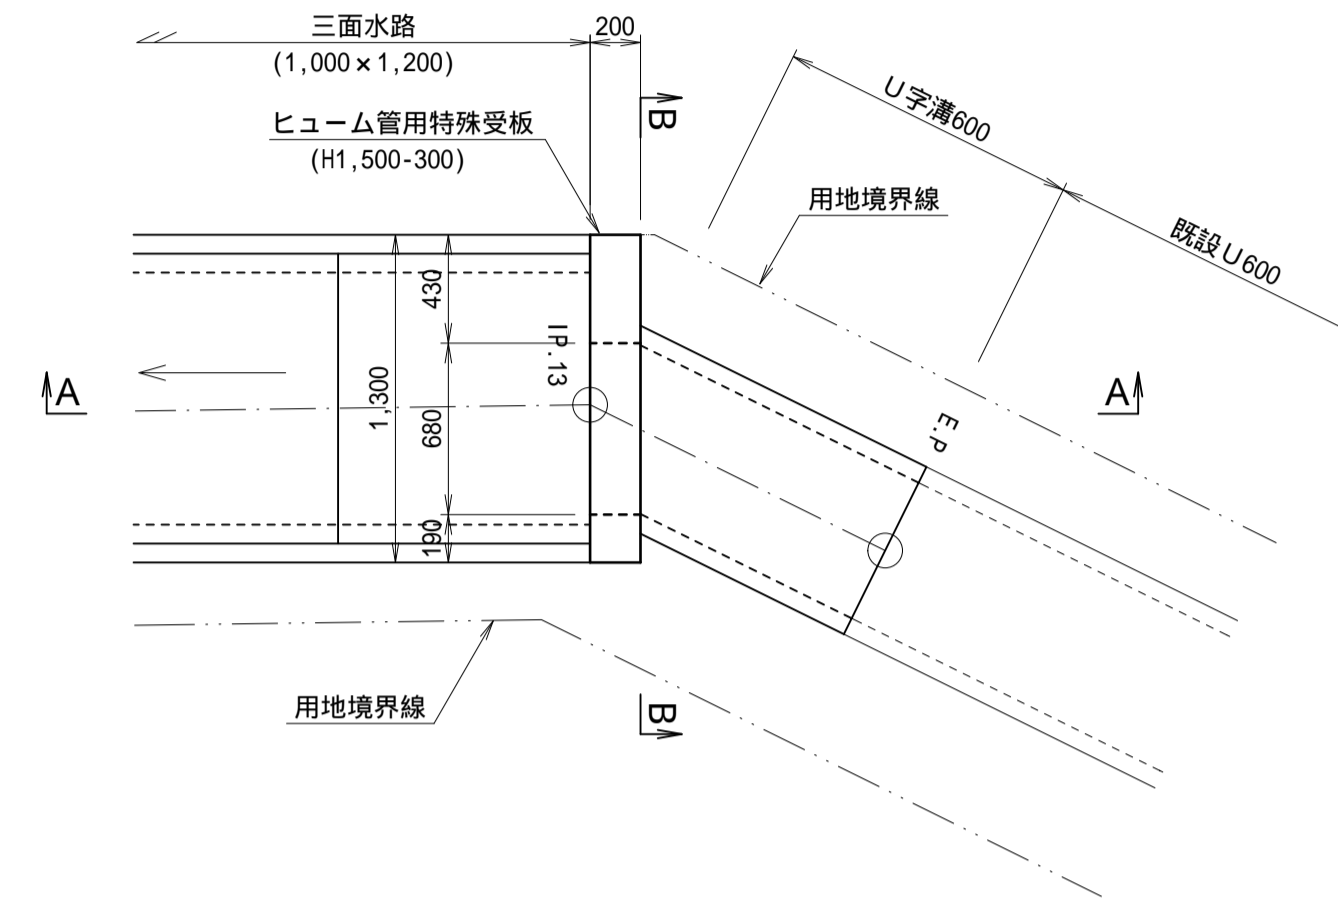 三面水路
(1,000×1,200)
200
ヒューム管用特殊受板
(H1,500-300)
B
U字溝600
用地境界線
既設U600
430
IP.13
1,300
680
190
A
A
E.P
用地境界線
B